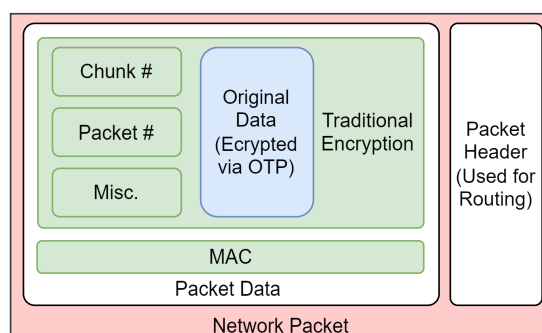 Chunk #
Packet #
Misc.
Original
Data
(Ecrypted
via OTP)
Traditional
Encryption
MAC
Packet Data
Packet
Header
(Used for
Routing)
Network Packet